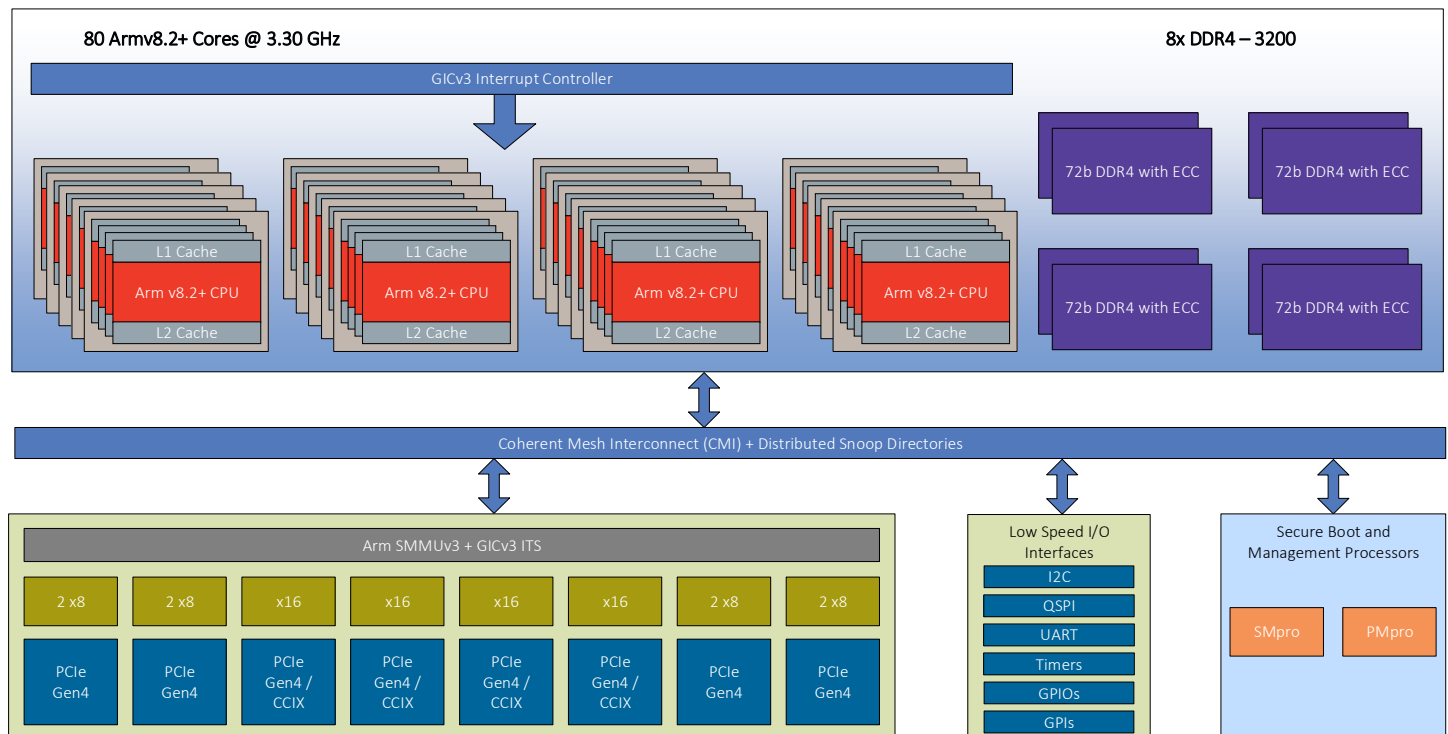 80 Armv8.2+ Cores @ 3.30 GHz
8x DDR4 – 3200
GICv3 Interrupt Controller
72b DDR4 with ECC
72b DDR4 with ECC
L1 Cache
L1 Cache
L1 Cache
L1 Cache
Arm v8.2+ CPU
Arm v8.2+ CPU
Arm v8.2+ CPU
Arm v8.2+ CPU
72b DDR4 with ECC
72b DDR4 with ECC
L2 Cache
L2 Cache
L2 Cache
L2 Cache
Coherent Mesh Interconnect (CMI) + Distributed Snoop Directories
Arm SMMUv3 + GICv3 ITS
2 x8
2 x8
x16
x16
x16
x16
2 x8
2 x8
PCIe
Gen4
PCIe
Gen4
PCIe
Gen4 /
CCIX
PCIe
Gen4 /
CCIX
PCIe
Gen4 /
CCIX
PCIe
Gen4 /
CCIX
PCIe
Gen4
PCIe
Gen4
Low Speed I/O
Interfaces
I2C
QSPI
UART
Timers
GPIOs
GPIs
Secure Boot and
Management Processors
SMpro
PMpro